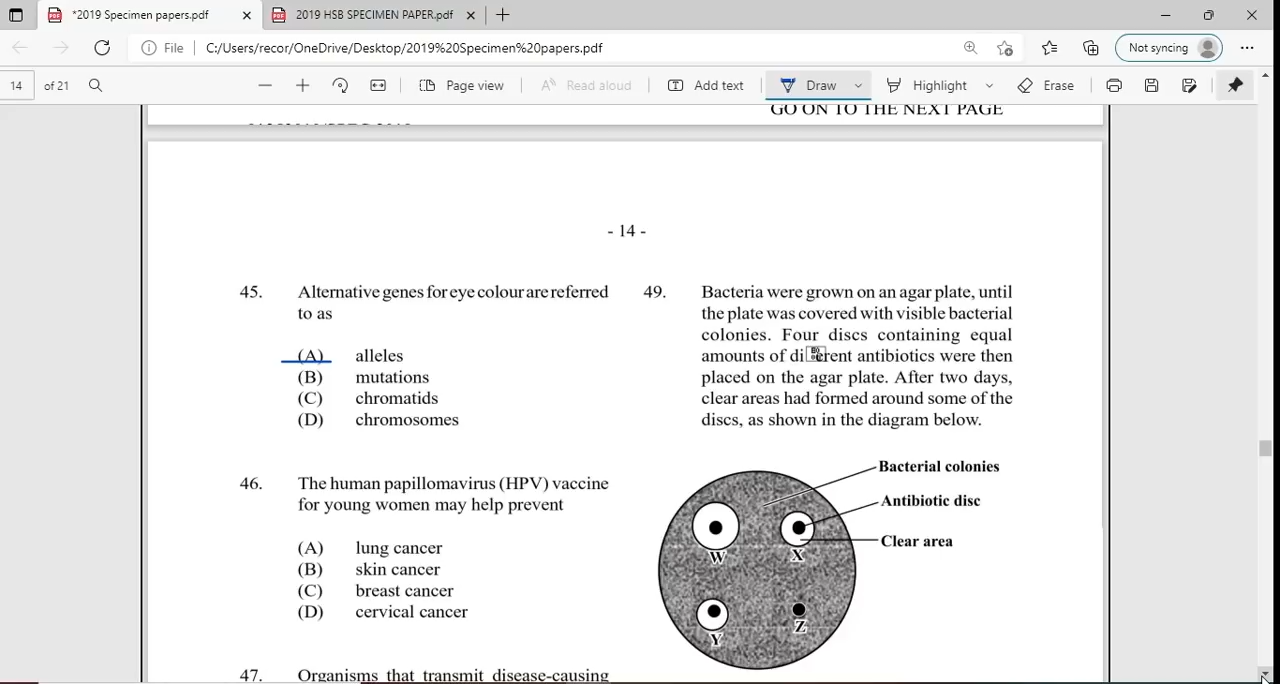 *2019 Specimen papers.pdf
2019 HSB SPECIMEN PAPER.pdf
File
C:/Users/recor/OneDrive/Desktop/2019%20Specimen%20papers.pdf
Not syncing
14
of 21
Page view
Read aloud
Add text
Draw
Highlight
Erase
GO ON TO THE NEXT PAGE
- 14 -
45. Alternative genes for eye colour are referred
to as
(A) alleles
(B) mutations
(C) chromatids
(D) chromosomes
46. The human papillomavirus (HPV) vaccine
for young women may help prevent
(A) lung cancer
(B) skin cancer
(C) breast cancer
(D) cervical cancer
47. Organisms that transmit disease-causing
49. Bacteria were grown on an agar plate, until
the plate was covered with visible bacterial
colonies. Four discs containing equal
amounts of different antibiotics were then
placed on the agar plate. After two days,
clear areas had formed around some of the
discs, as shown in the diagram below.
Bacterial colonies
Antibiotic disc
Clear area
W
X
Y
Z